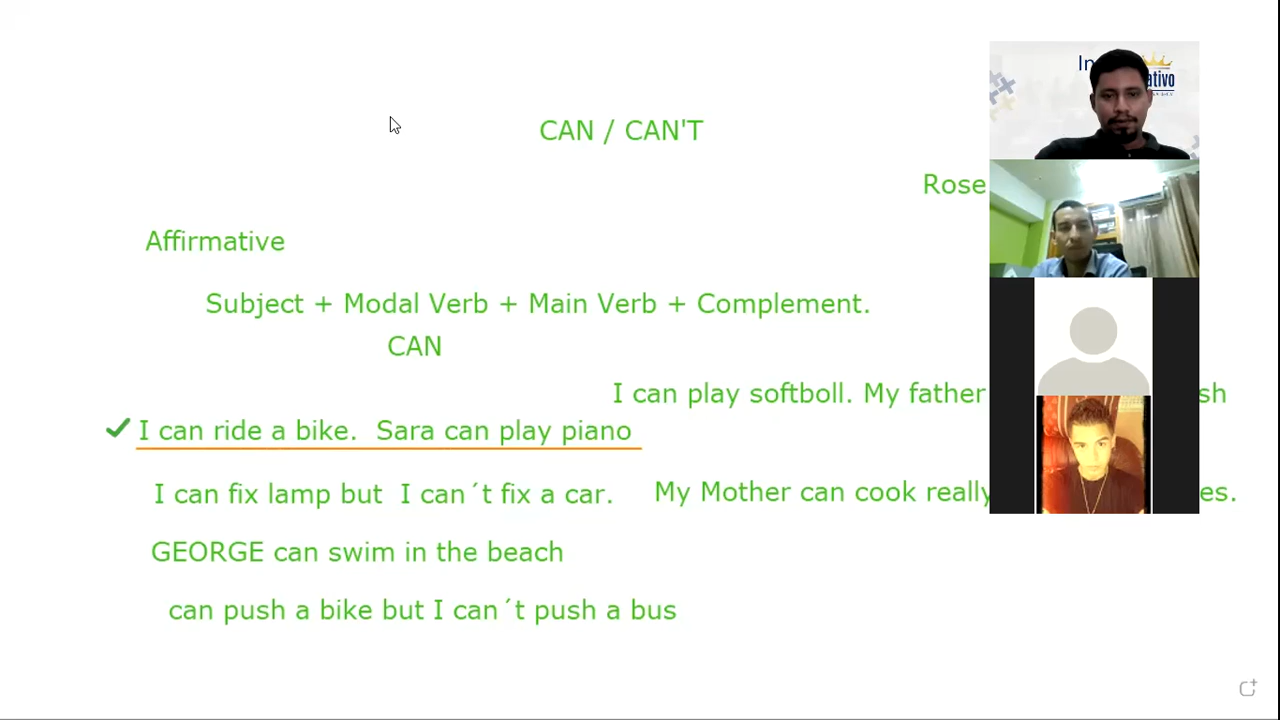 CAN / CAN'T
Rose
Affirmative
Subject + Modal Verb + Main Verb + Complement.
CAN
I can play softboll. My father
I can ride a bike. Sara can play piano
I can fix lamp but I can´t fix a car. My Mother can cook really
GEORGE can swim in the beach
can push a bike but I can´t push a bus